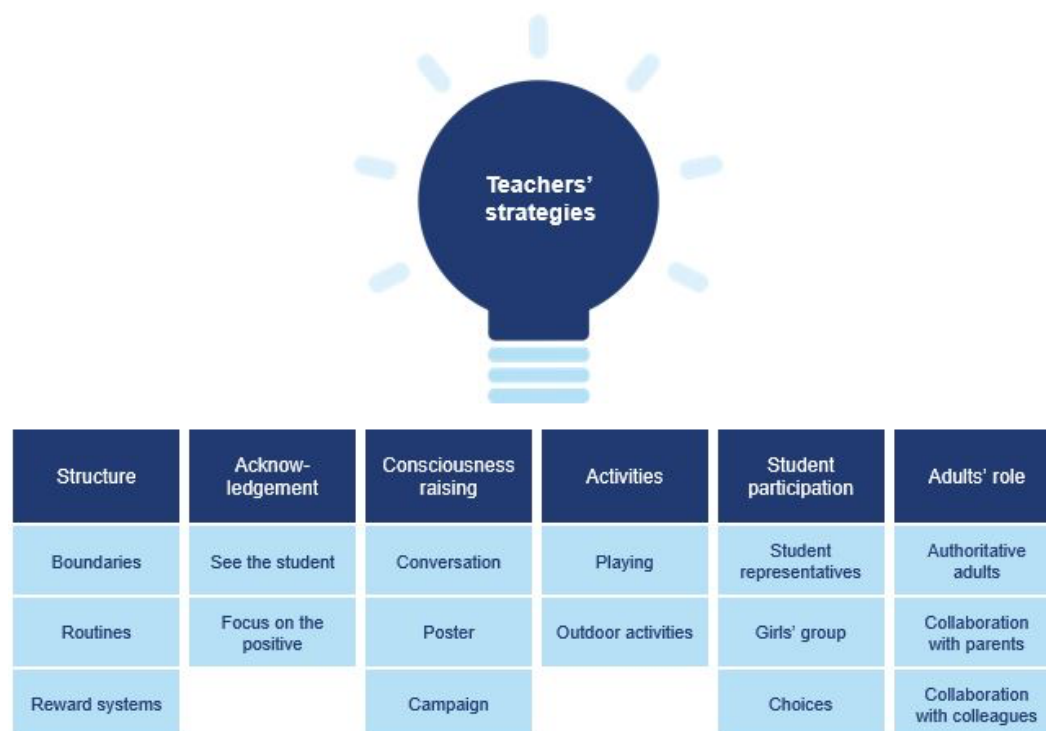 Teachers'
strategies
Structure
Acknow-
ledgement
Consciousness
raising
Activities
Student
participation
Adults' role
Boundaries
See the student
Conversation
Playing
Student
representatives
Authoritative
adults
Routines
Focus on the
positive
Poster
Outdoor activities
Girls' group
Collaboration
with parents
Reward systems
Campaign
Choices
Collaboration
with colleagues